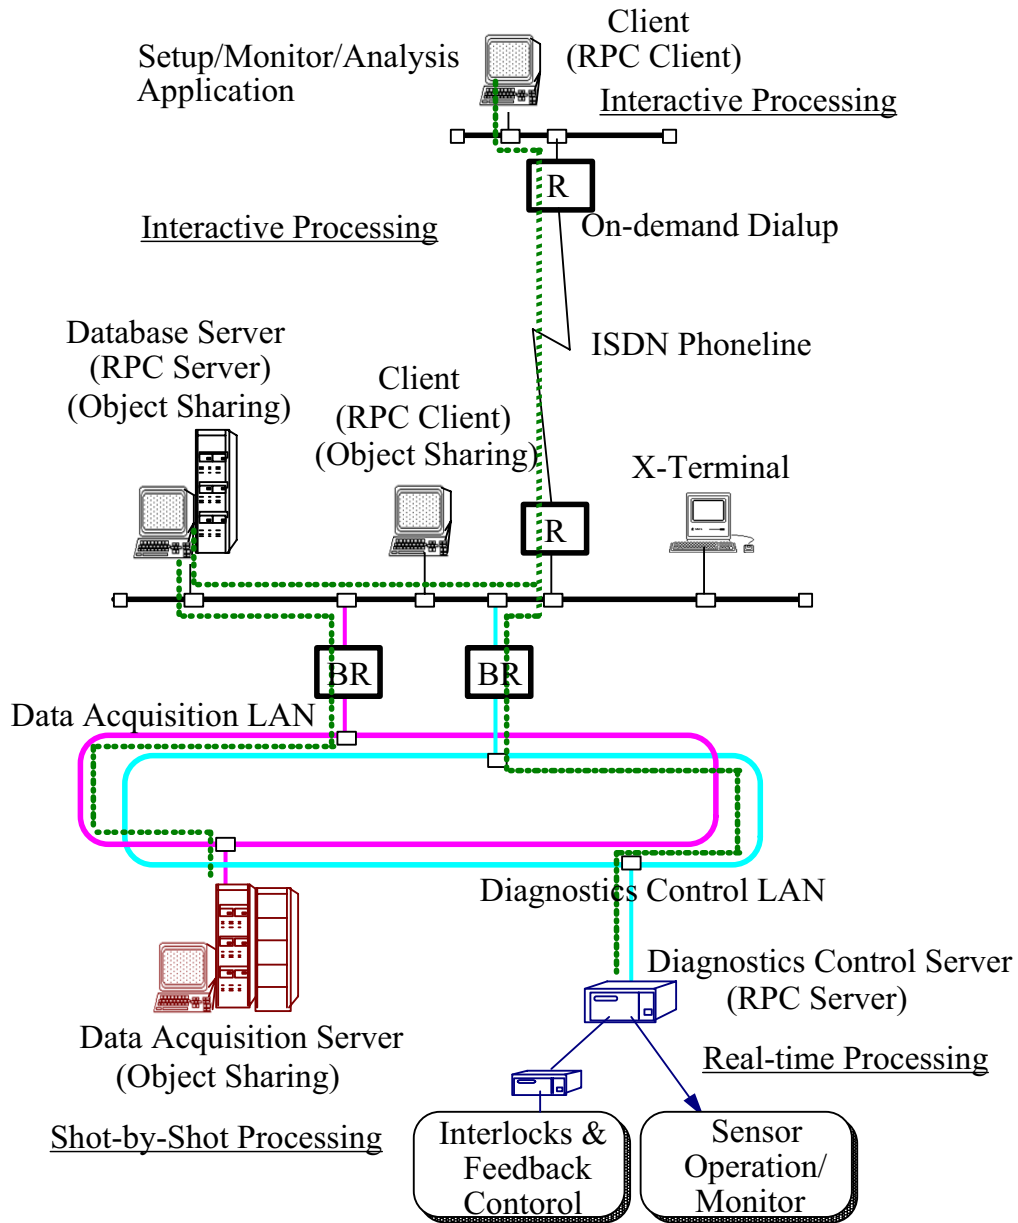 Client
(RPC Client)
Setup/Monitor/Analysis
Application
Interactive Processing
R
On-demand Dialup
Interactive Processing
ISDN Phoneline
Database Server
(RPC Server)
(Object Sharing)
Client
(RPC Client)
(Object Sharing)
X-Terminal
R
BR
BR
Data Acquisition LAN
Diagnostics Control LAN
Diagnostics Control Server
(RPC Server)
Data Acquisition Server
(Object Sharing)
Real-time Processing
Shot-by-Shot Processing
Interlocks &
Feedback
Contorol
Sensor
Operation/
Monitor